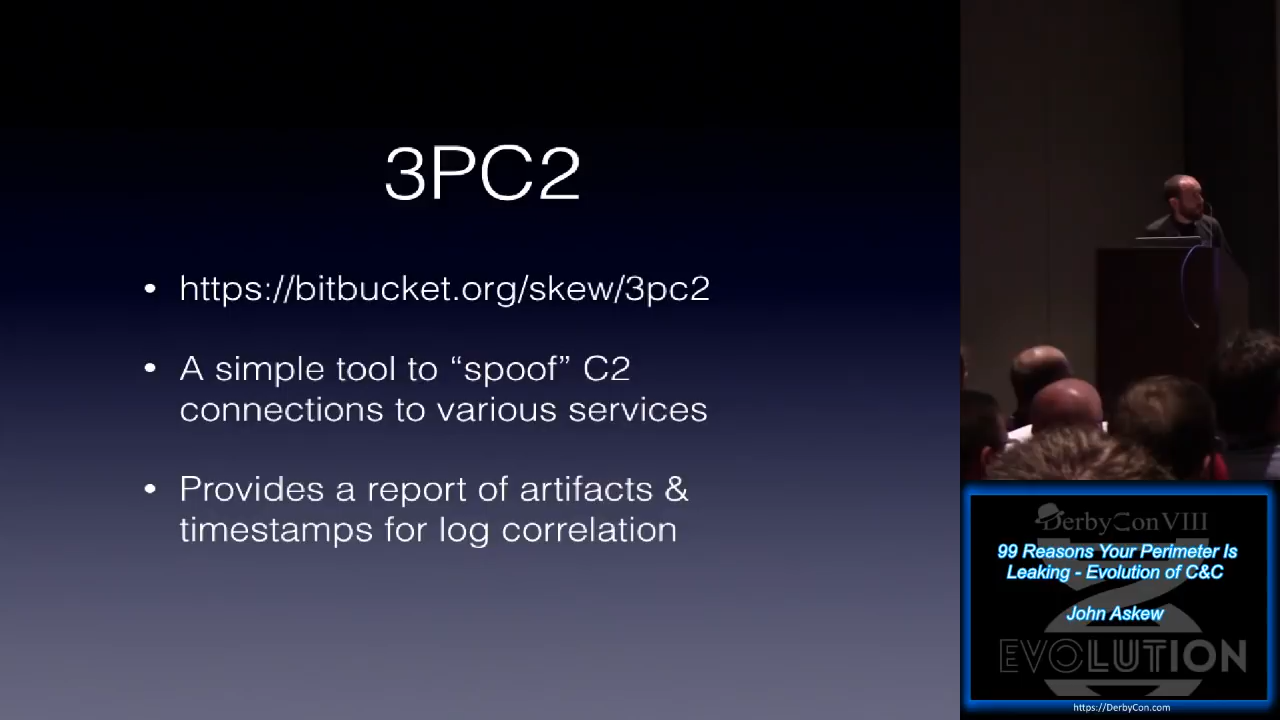 3PC2
• https://bitbucket.org/skew/3pc2
• A simple tool to “spoof” C2
connections to various services
• Provides a report of artifacts &
timestamps for log correlation
DerbyCon VIII
99 Reasons Your Perimeter Is
Leaking - Evolution of C&C
John Askew
EVOLUTION
https://DerbyCon.com